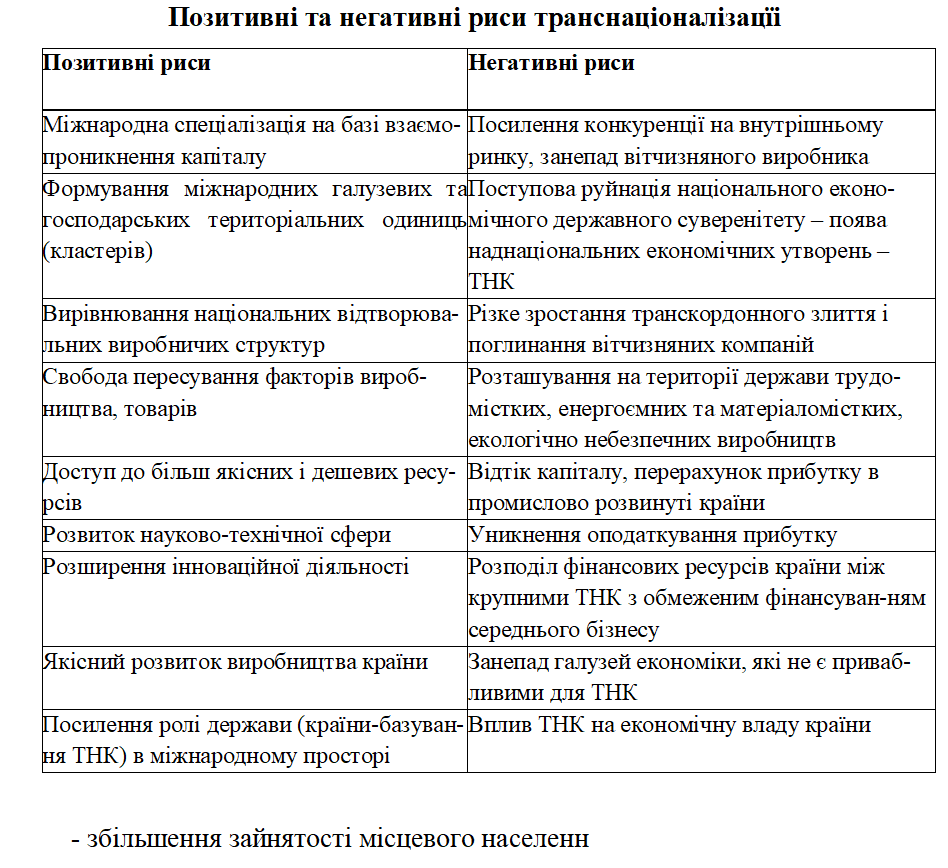 Позитивні та негативні риси транснаціоналізації
Позитивні риси
Негативні риси
Міжнародна спеціалізація на базі взаємо-
проникнення капіталу
Посилення конкуренції на внутрішньому
ринку, занепад вітчизняного виробника
Формування міжнародних галузевих та
господарських територіальних одиниць
(кластерів)
Поступова руйнація національного еконо-
мічного державного суверенітету – поява
наднаціональних економічних утворень –
ТНК
Вирівнювання національних відтворюва-
льних виробничих структур
Різке зростання транскордонного злиття і
поглинання вітчизняних компаній
Свобода пересування факторів вироб-
ництва, товарів
Розташування на території держави трудо-
містких, енергоємних та матеріаломістких,
екологічно небезпечних виробництв
Доступ до більш якісних і дешевих ресу-
рсів
Відтік капіталу, перерахунок прибутку в
промислово розвинуті країни
Розвиток науково-технічної сфери
Уникнення оподаткування прибутку
Розширення інноваційної діяльності
Розподіл фінансових ресурсів країни між
крупними ТНК з обмеженим фінансуван-ням
середнього бізнесу
Якісний розвиток виробництва країни
Занепад галузей економіки, які не є приваб-
ливими для ТНК
Посилення ролі держави (країни-базуван-
ня ТНК) в міжнародному просторі
Вплив ТНК на економічну владу країни
- збільшення зайнятості місцевого населенн